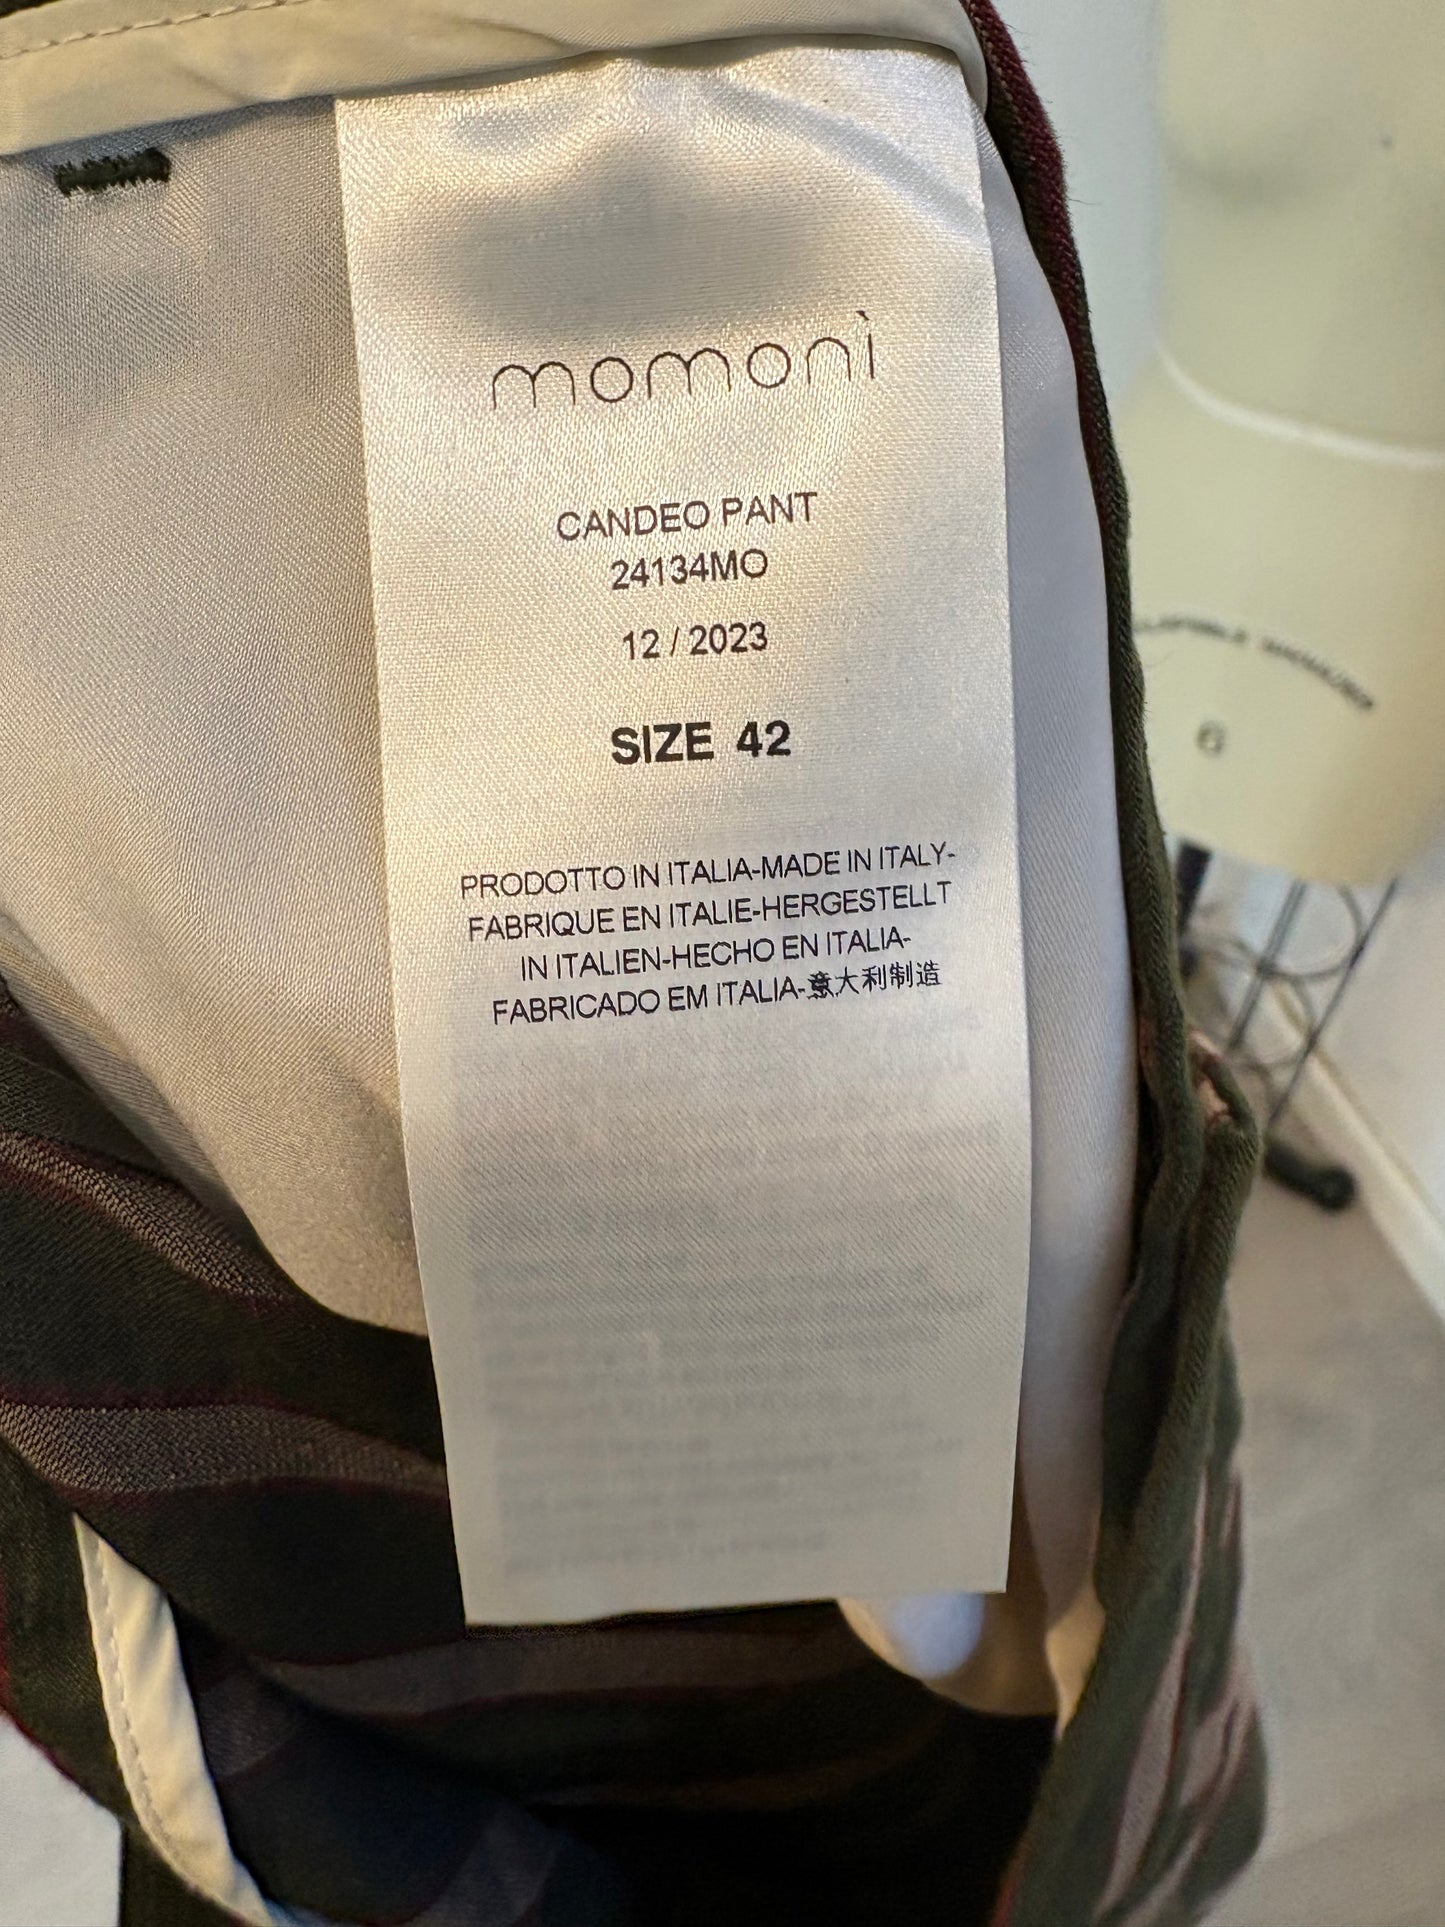 momonì
CANDEO PANT
24134MO
12 / 2023
SIZE 42
PRODOTTO IN ITALIA-MADE IN ITALY-
FABRIQUE EN ITALIE-HERGESTELLT
IN ITALIEN-HECHO EN ITALIA-
FABRICADO EM ITALIA-意大利制造
6